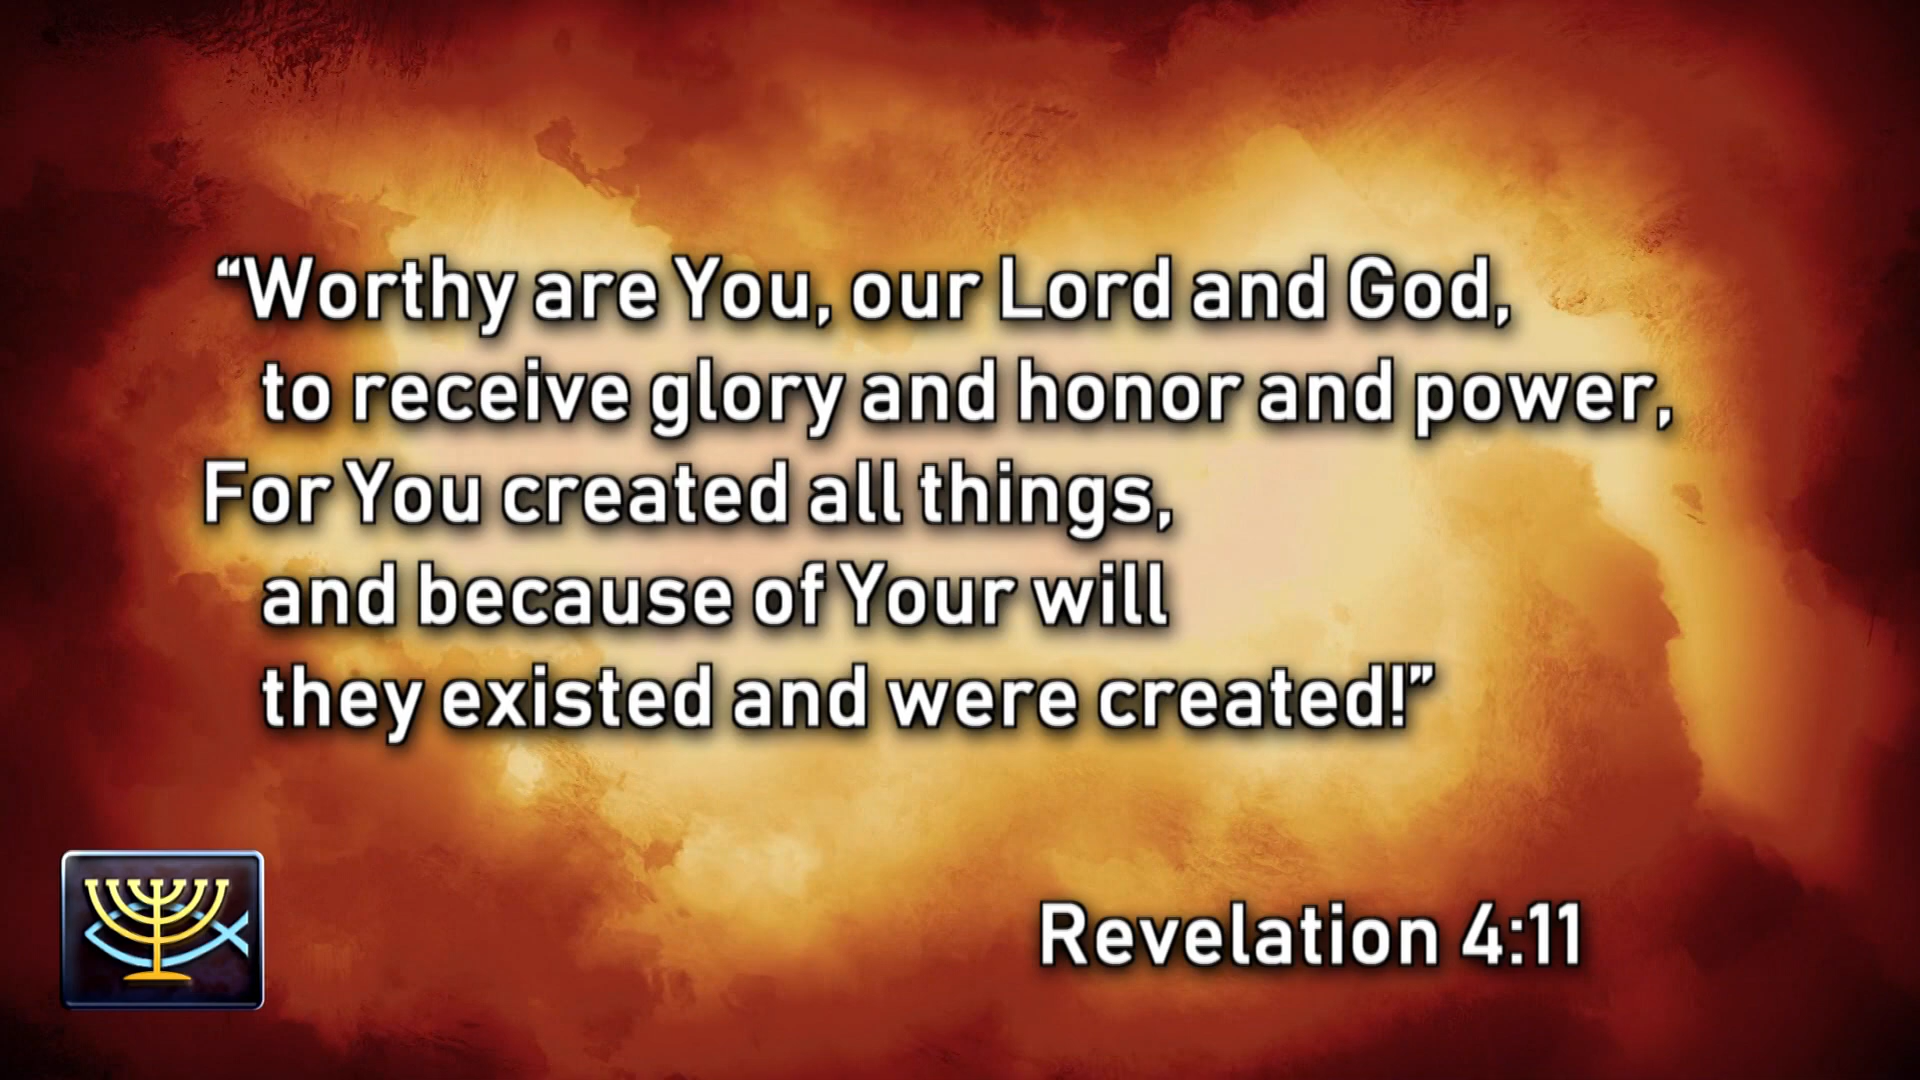 “Worthy are You, our Lord and God,
to receive glory and honor and power,
For You created all things,
and because of Your will
they existed and were created!”
Revelation 4:11